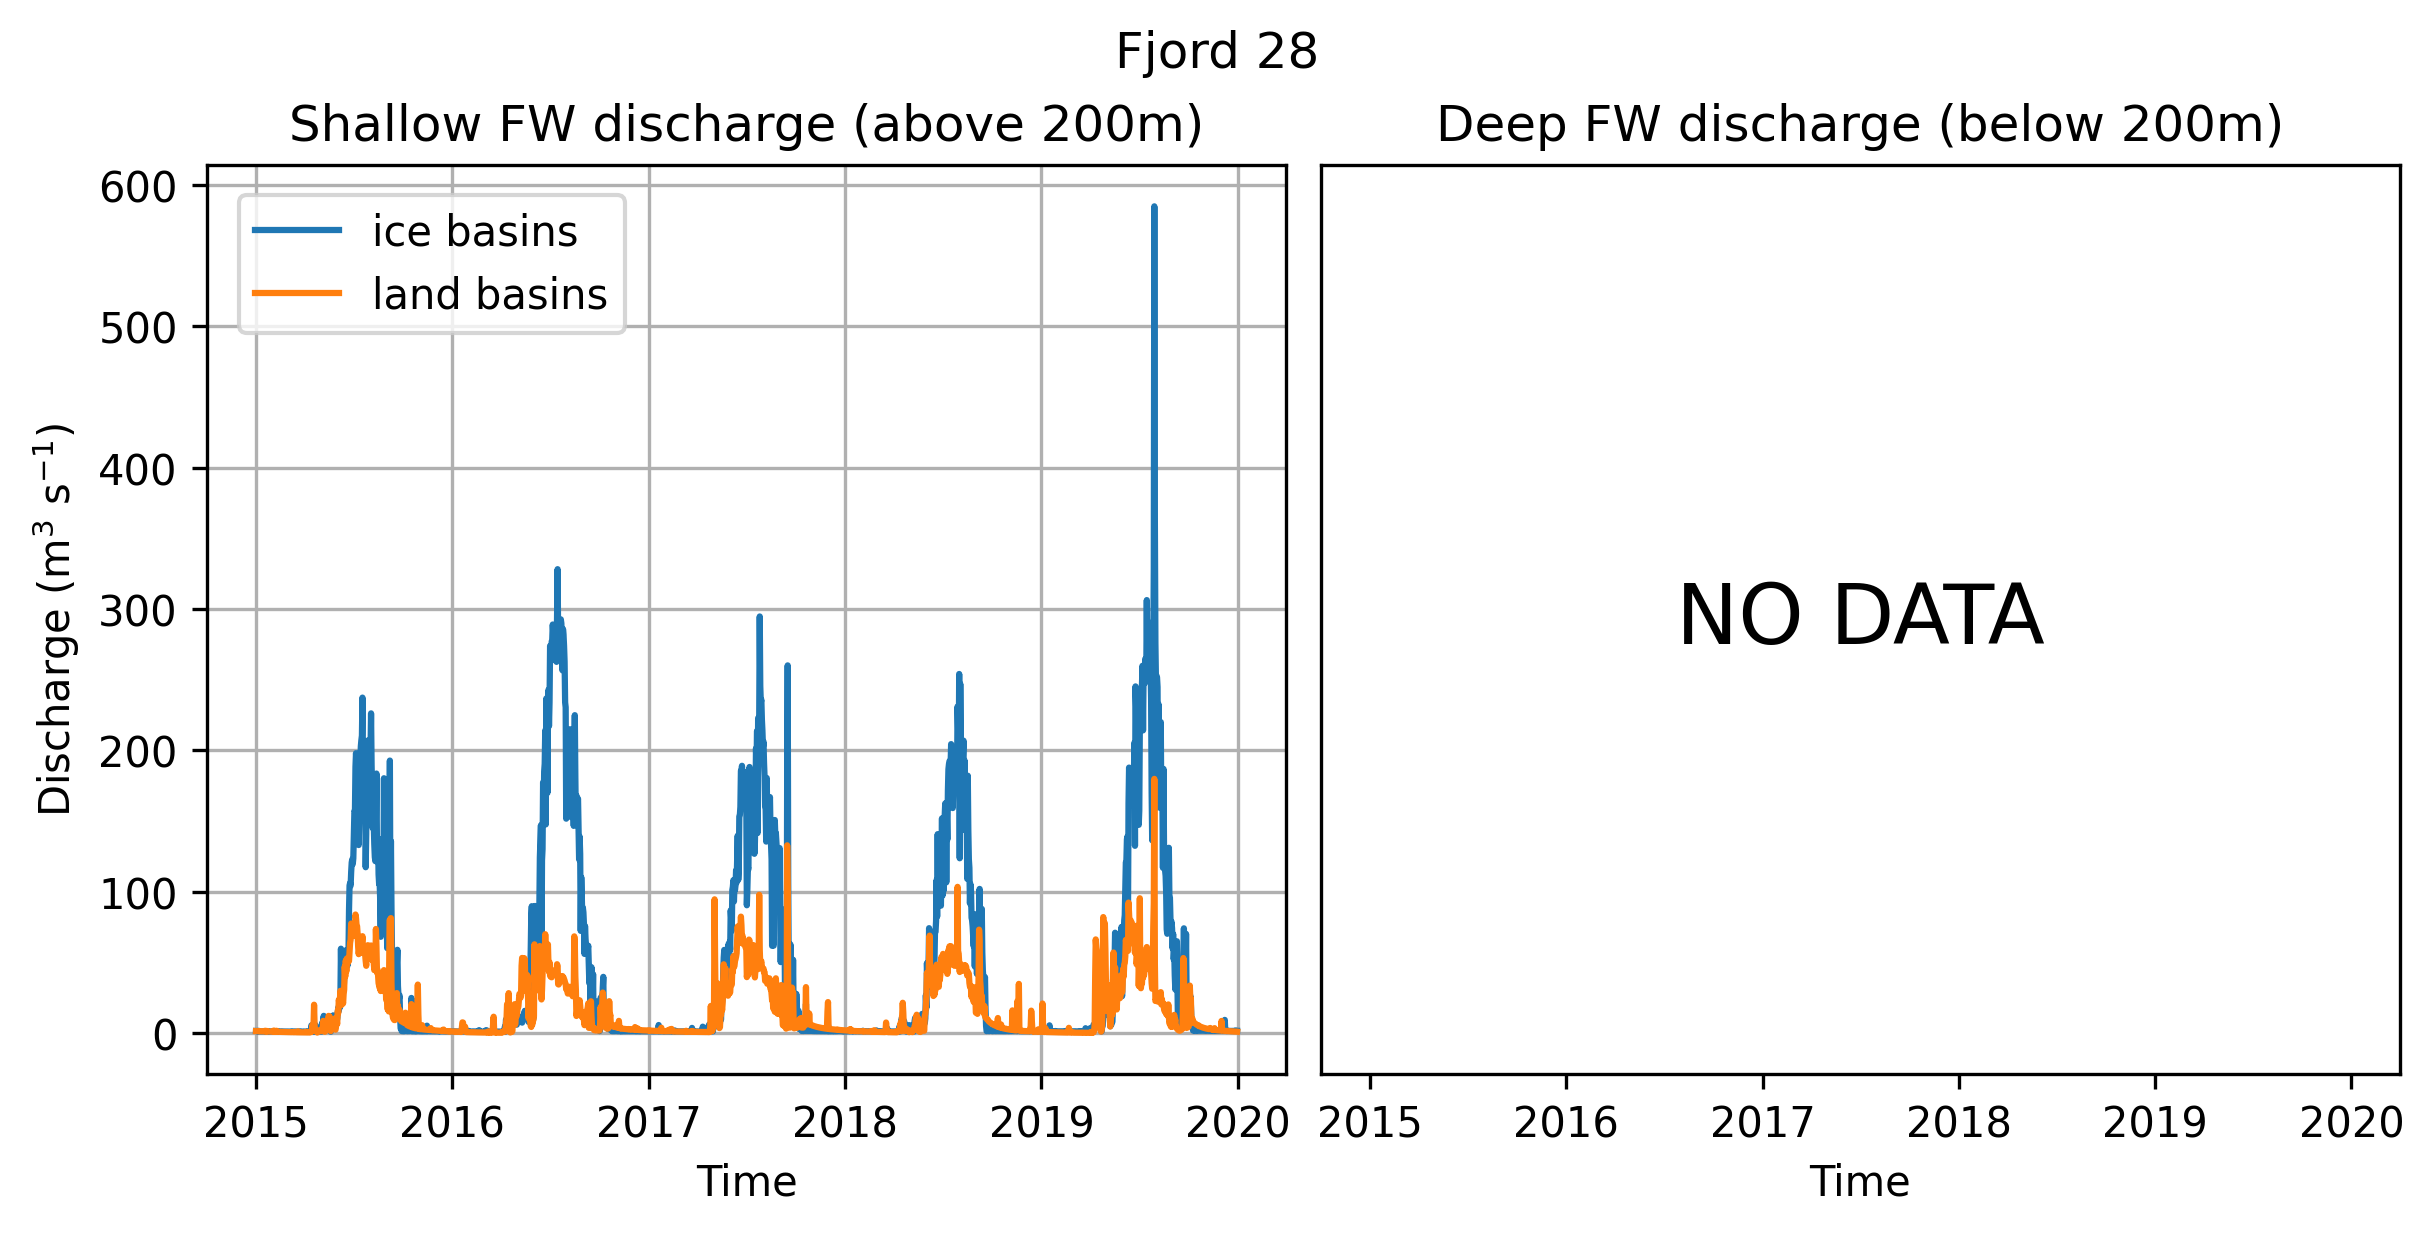 Fjord 28
Shallow FW discharge (above 200m)
Deep FW discharge (below 200m)
600
500
400
300
200
100
0
Discharge (m³ s⁻¹)
ice basins
land basins
NO DATA
2015 2016 2017 2018 2019 2020
2015 2016 2017 2018 2019 2020
Time
Time